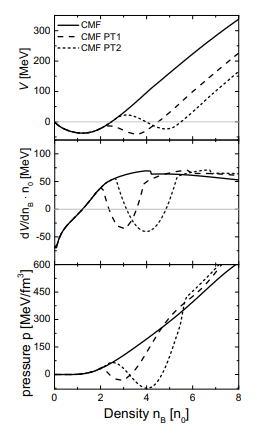 CMF
CMF PT1
CMF PT2
V [MeV]
300
200
100
0
dV/dn_B · n_0 [MeV]
100
50
0
-50
pressure p [MeV/fm³]
600
450
300
150
0
0 2 4 6 8
Density n_B [n_0]